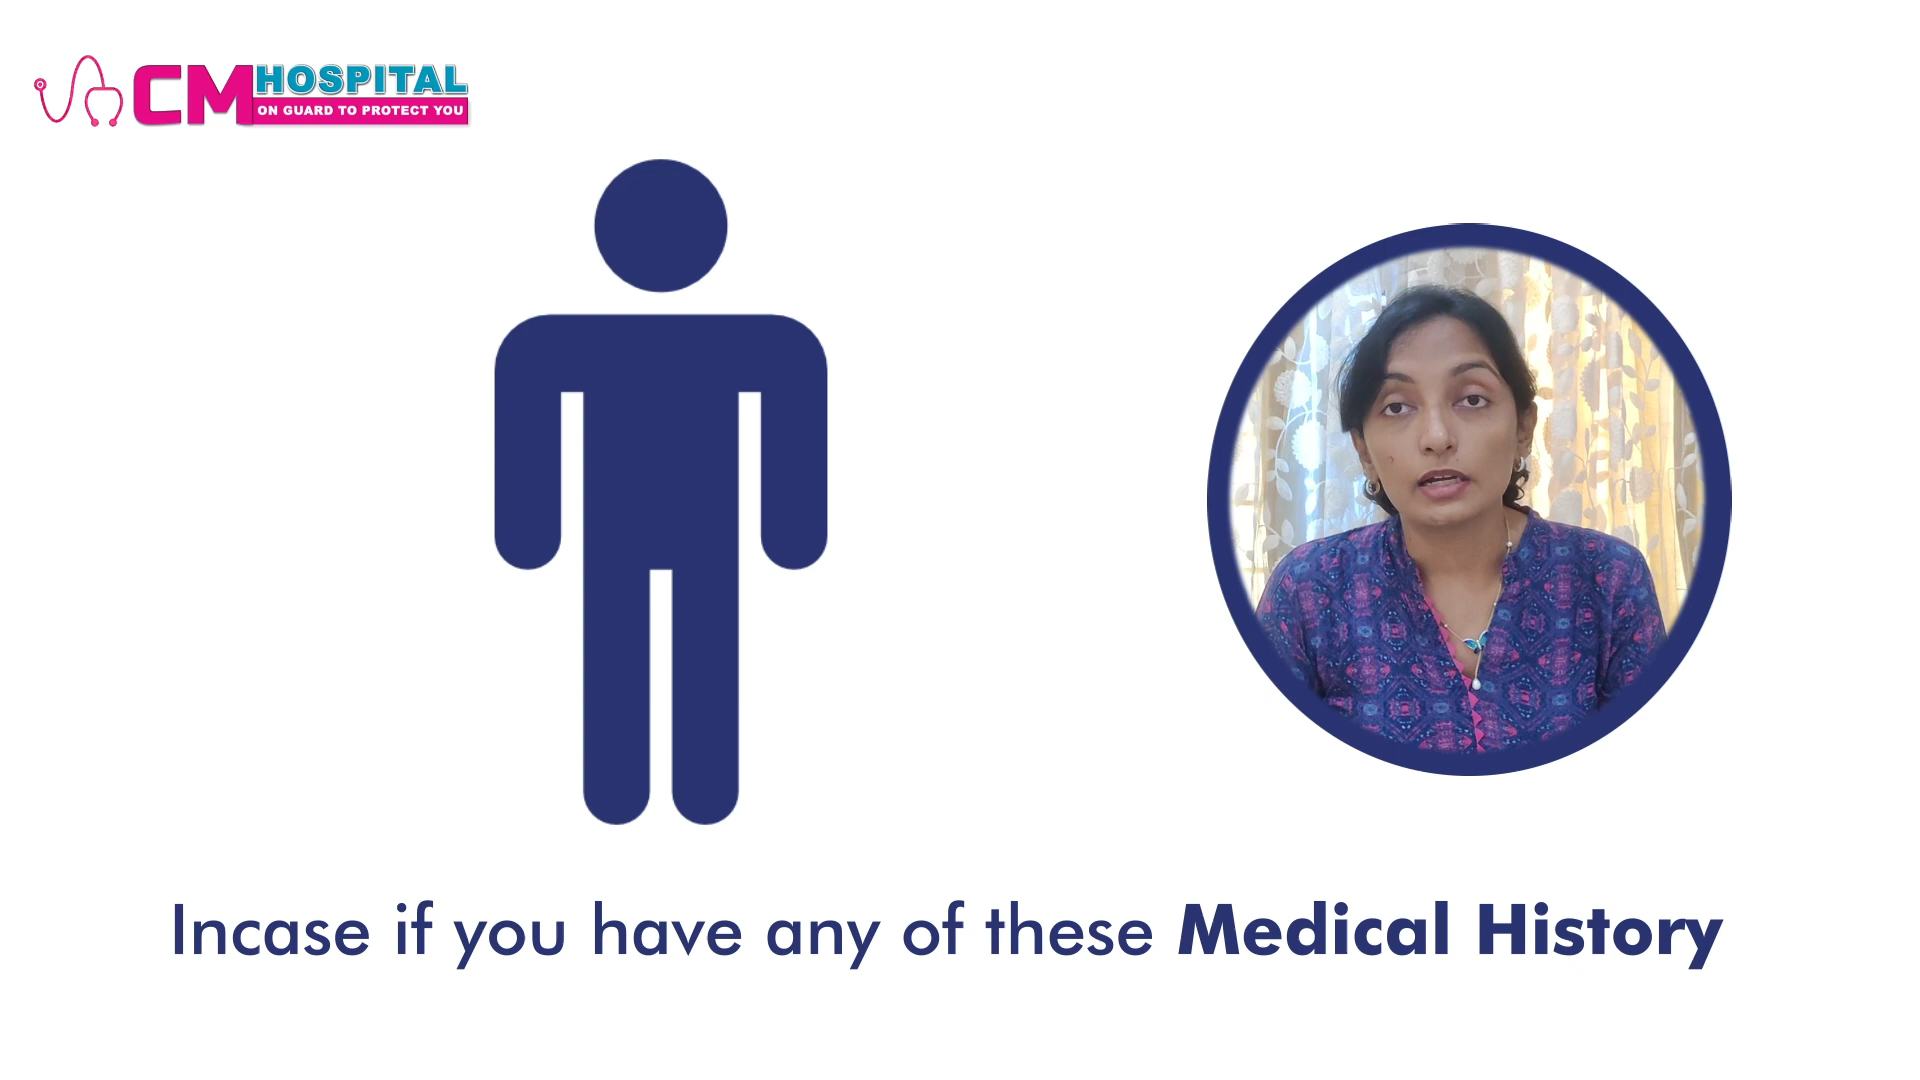 CM HOSPITAL
ON GUARD TO PROTECT YOU
Incase if you have any of these Medical History